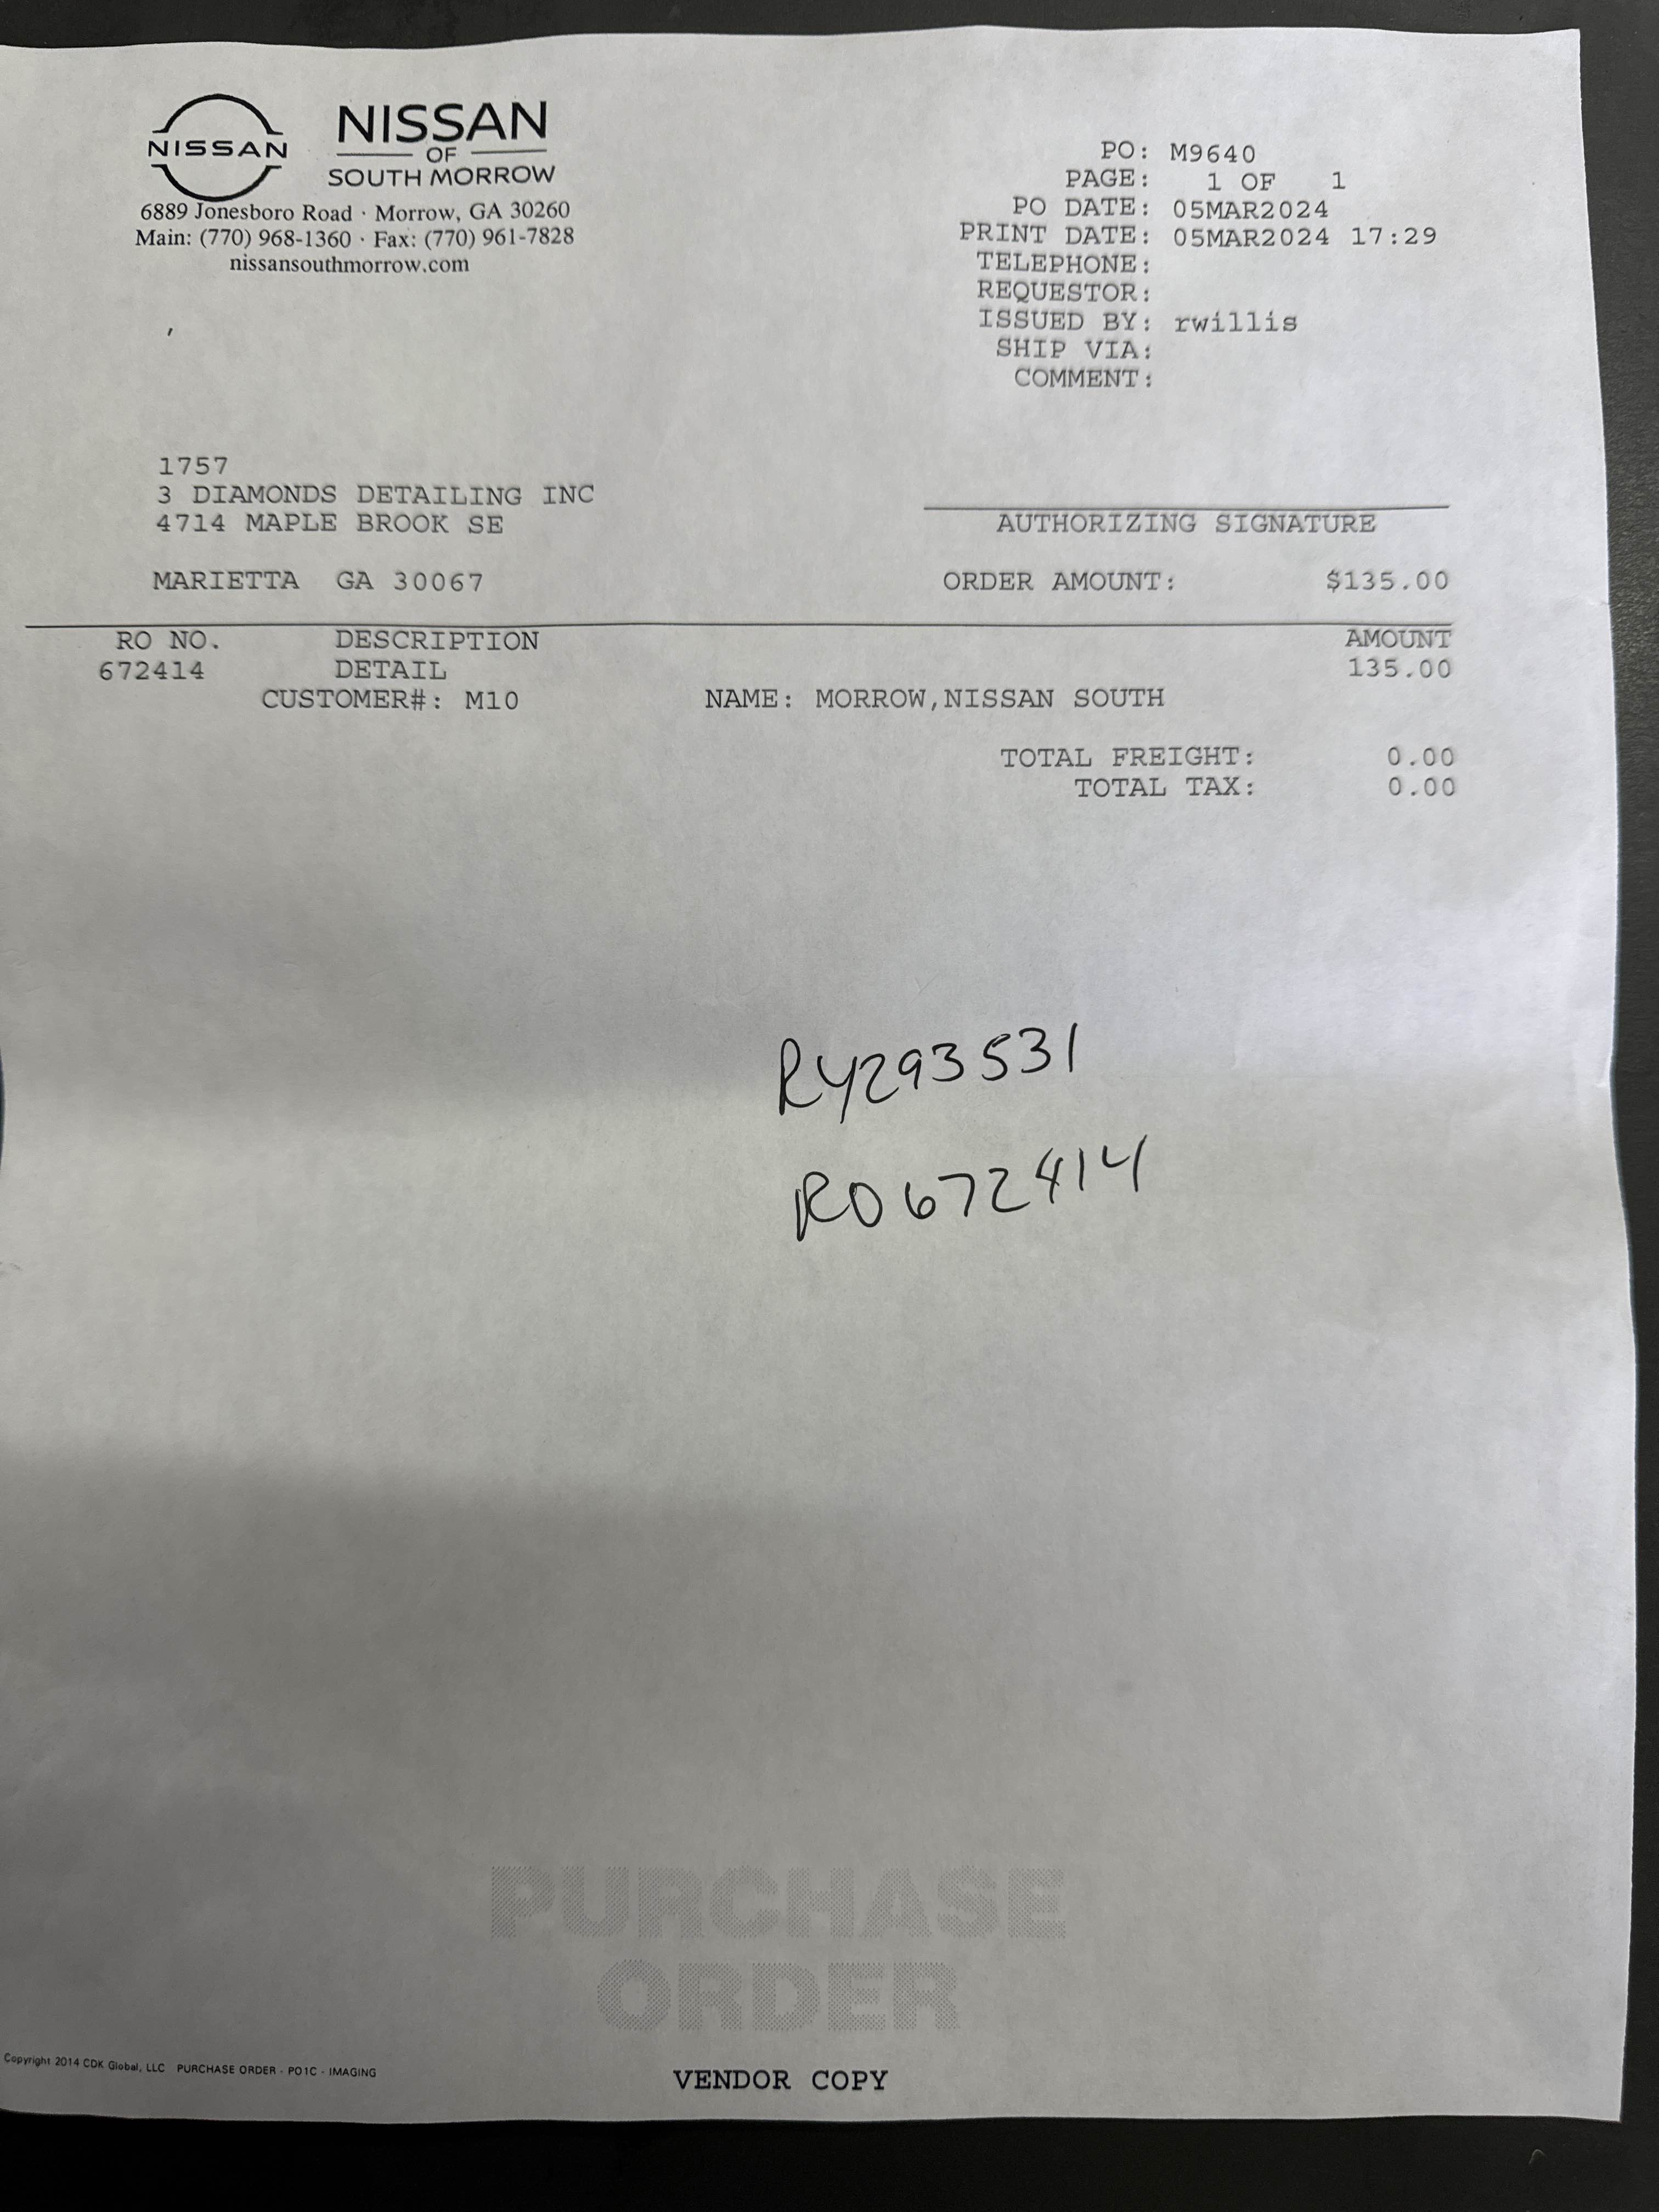 NISSAN
NISSAN
OF
SOUTH MORROW
6889 Jonesboro Road · Morrow, GA 30260
Main: (770) 968-1360 · Fax: (770) 961-7828
nissansouthmorrow.com
PO: M9640
PAGE: 1 OF 1
PO DATE: 05MAR2024
PRINT DATE: 05MAR2024 17:29
TELEPHONE:
REQUESTOR:
ISSUED BY: rwillis
SHIP VIA:
COMMENT:
1757
3 DIAMONDS DETAILING INC
4714 MAPLE BROOK SE
MARIETTA GA 30067
AUTHORIZING SIGNATURE
ORDER AMOUNT: $135.00
RO NO. DESCRIPTION AMOUNT
672414 DETAIL 135.00
CUSTOMER#: M10 NAME: MORROW,NISSAN SOUTH
TOTAL FREIGHT: 0.00
TOTAL TAX: 0.00
RY293531
RO672414
PURCHASE
ORDER
Copyright 2014 CDK Global, LLC PURCHASE ORDER - PO1C - IMAGING
VENDOR COPY